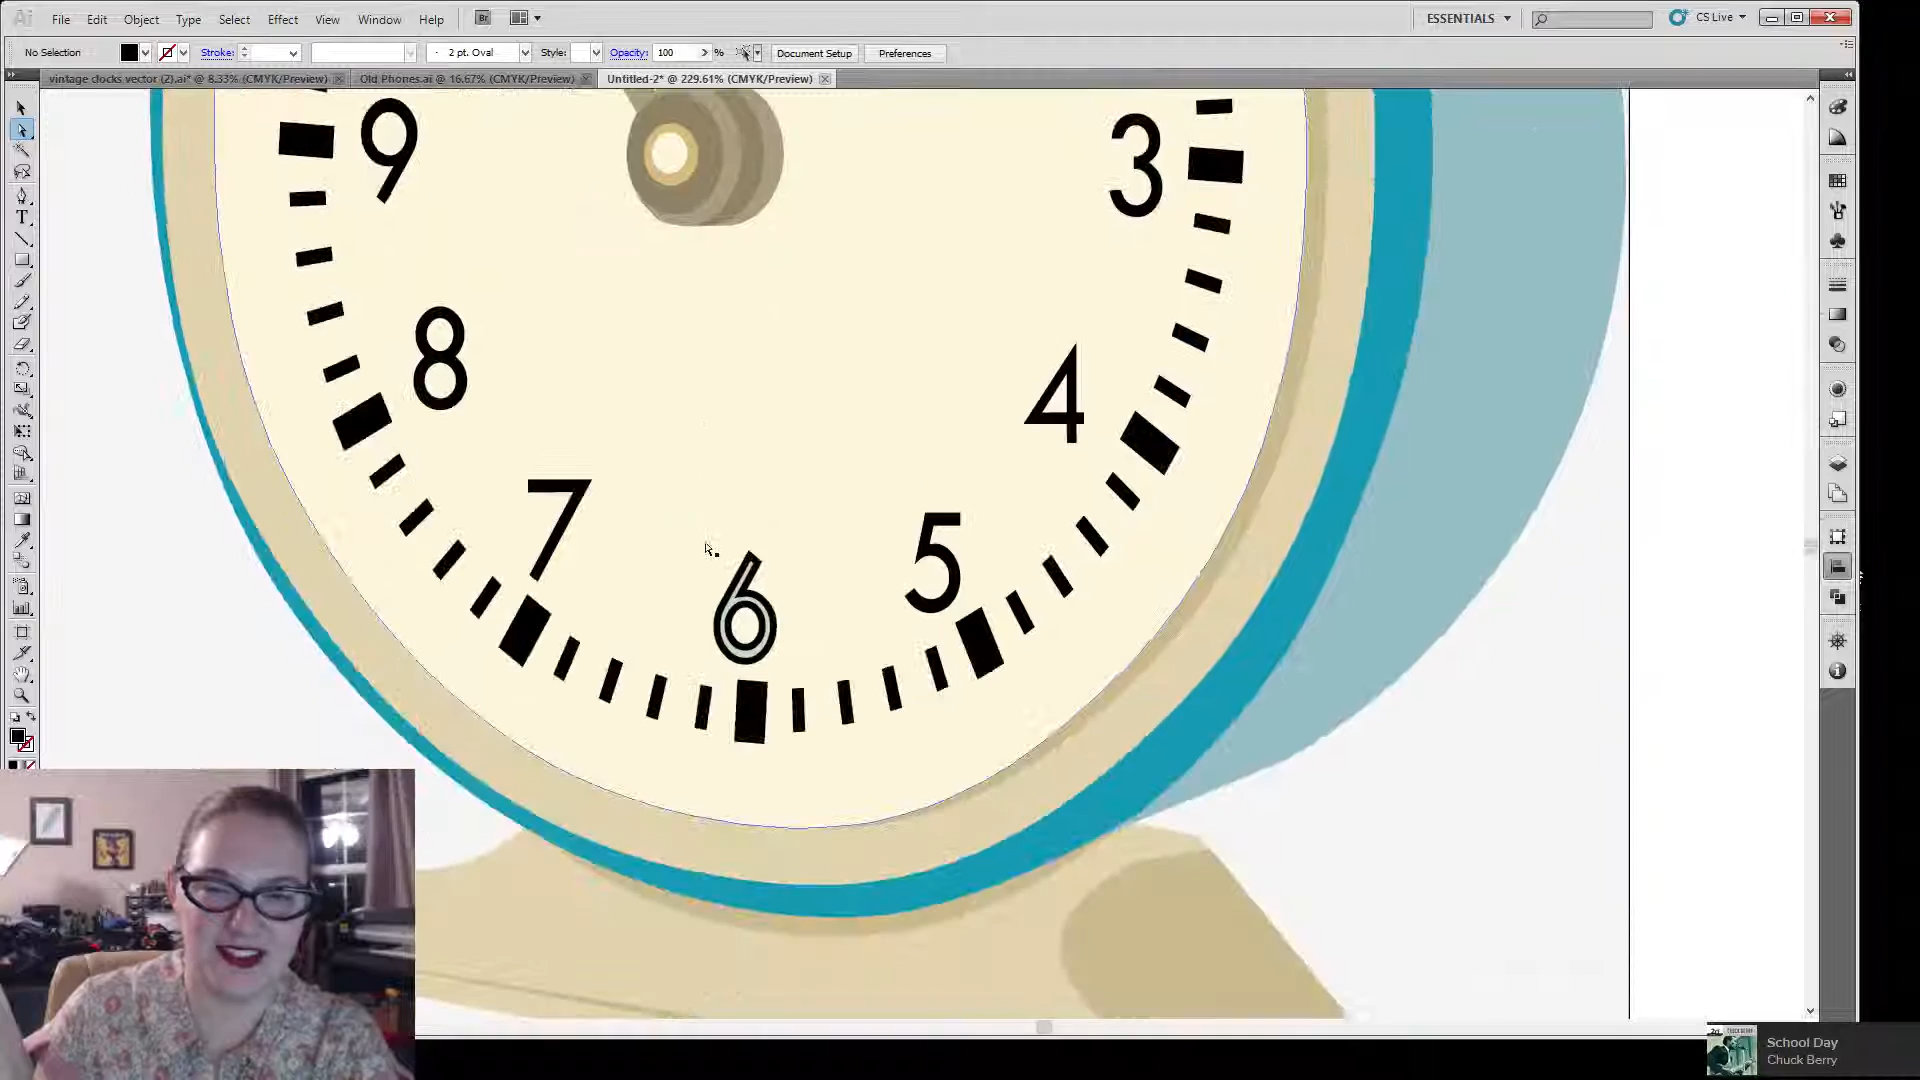 Ai File Edit Object Type Select Effect View Window Help Br ESSENTIALS CS Live
No Selection Stroke: 2 pt. Oval Style: Opacity: 100 % Document Setup Preferences
vintage clocks vector (2).ai* @ 8.33% (CMYK/Preview) Old Phones.ai @ 16.67% (CMYK/Preview) Untitled-2* @ 229.61% (CMYK/Preview)
9 3
8 4
7 5
6
School Day
Chuck Berry